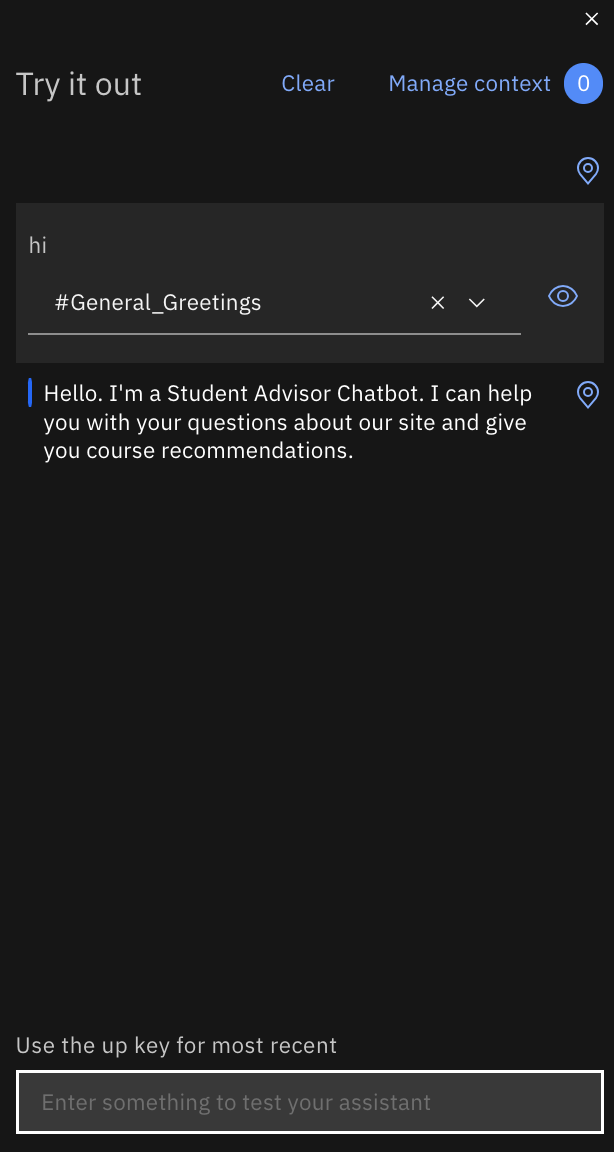 Try it out
Clear
Manage context
0
hi
#General_Greetings
Hello. I'm a Student Advisor Chatbot. I can help
you with your questions about our site and give
you course recommendations.
Use the up key for most recent
Enter something to test your assistant